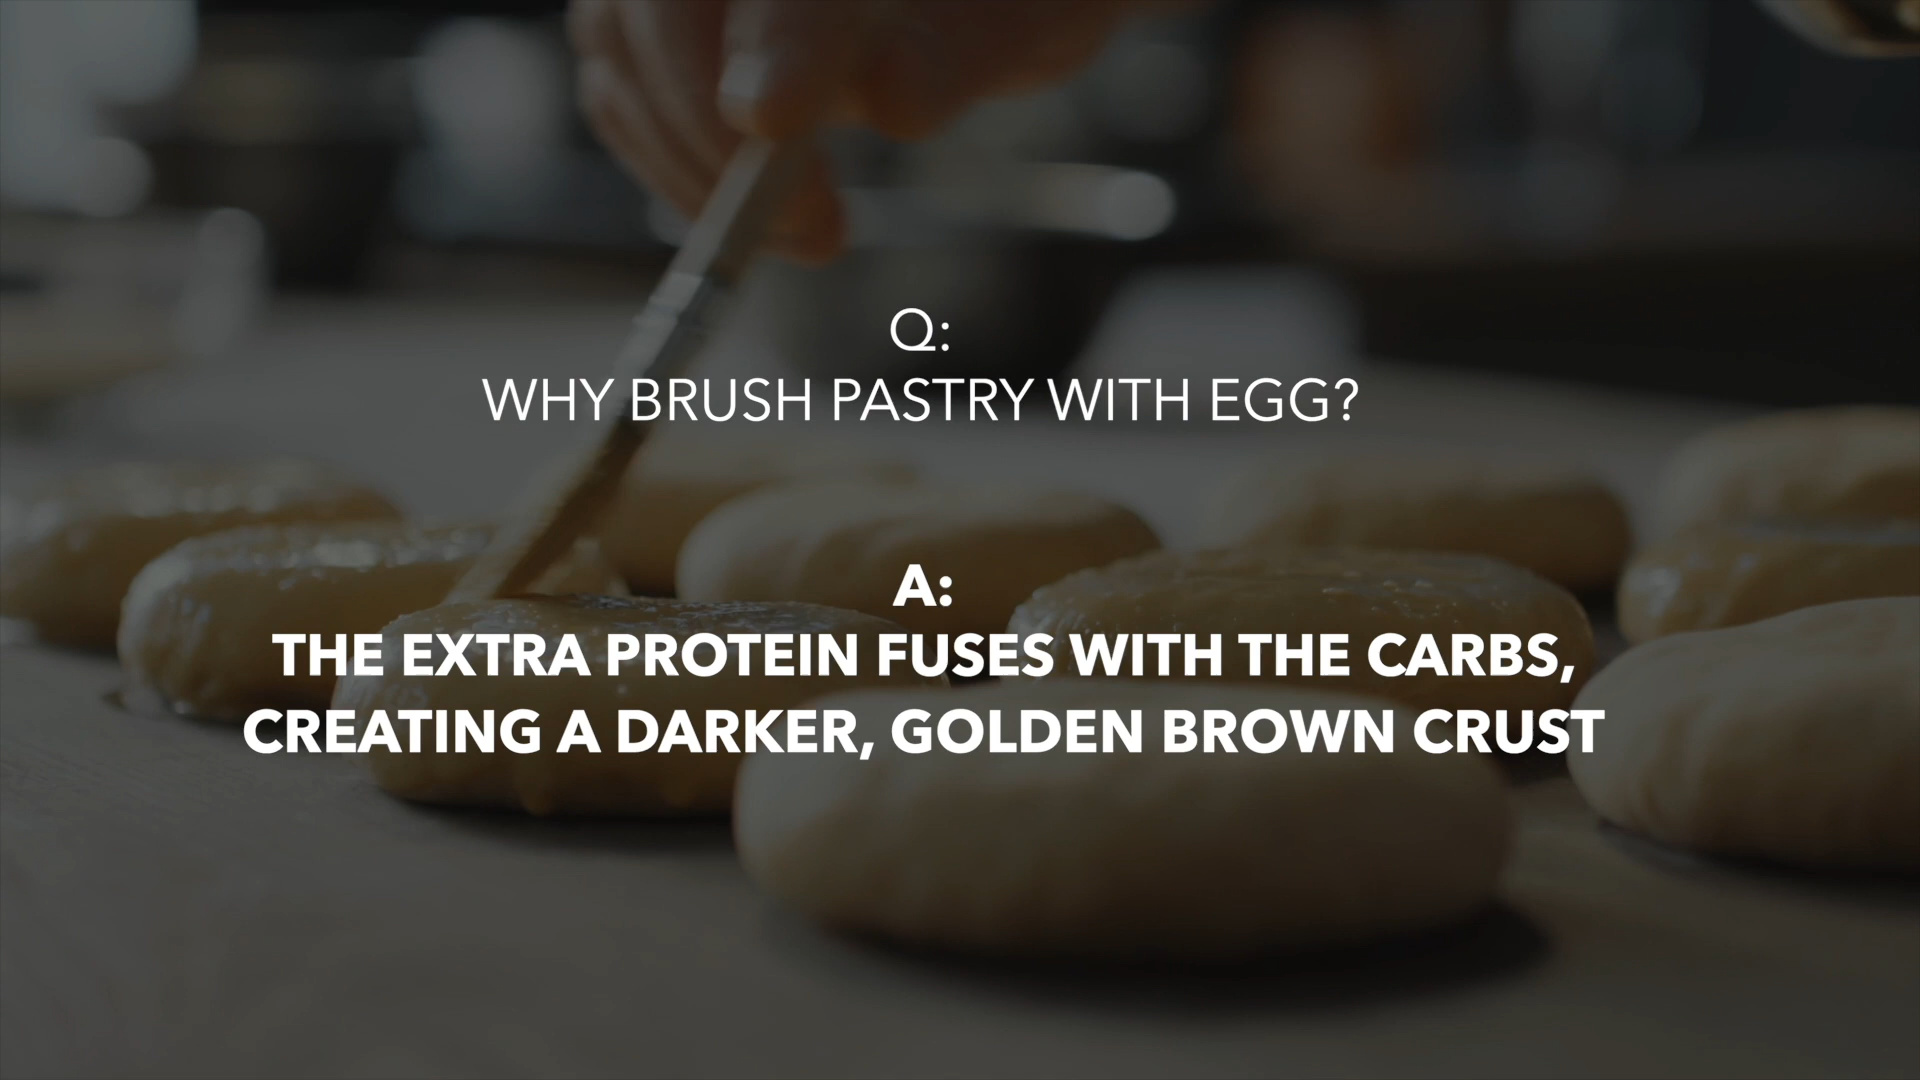 Q:
WHY BRUSH PASTRY WITH EGG?
A:
THE EXTRA PROTEIN FUSES WITH THE CARBS,
CREATING A DARKER, GOLDEN BROWN CRUST